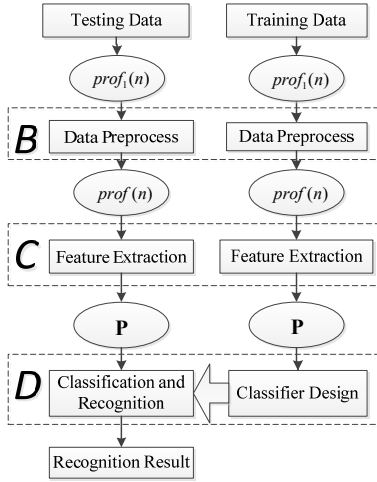 Testing Data
Training Data
prof₁(n)
prof₁(n)
B
Data Preprocess
Data Preprocess
prof (n)
prof (n)
C
Feature Extraction
Feature Extraction
P
P
D
Classification and
Recognition
Classifier Design
Recognition Result